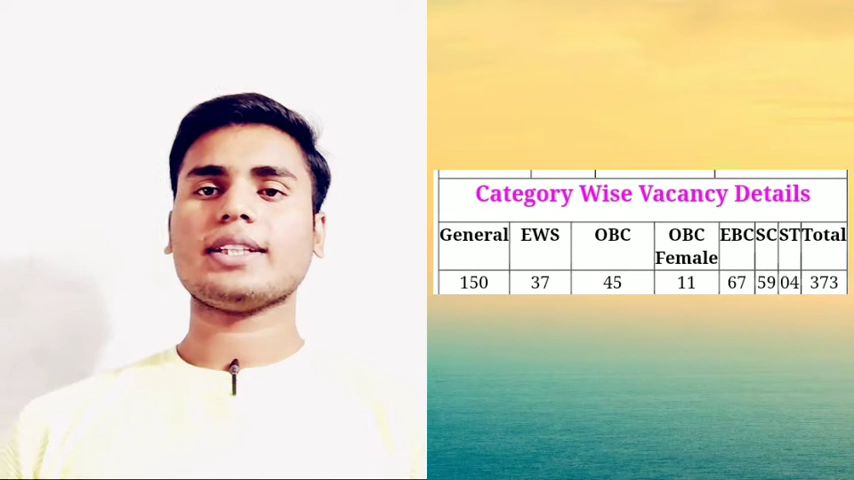 Category Wise Vacancy Details
General EWS OBC OBC Female EBC SC ST Total
150 37 45 11 67 59 04 373